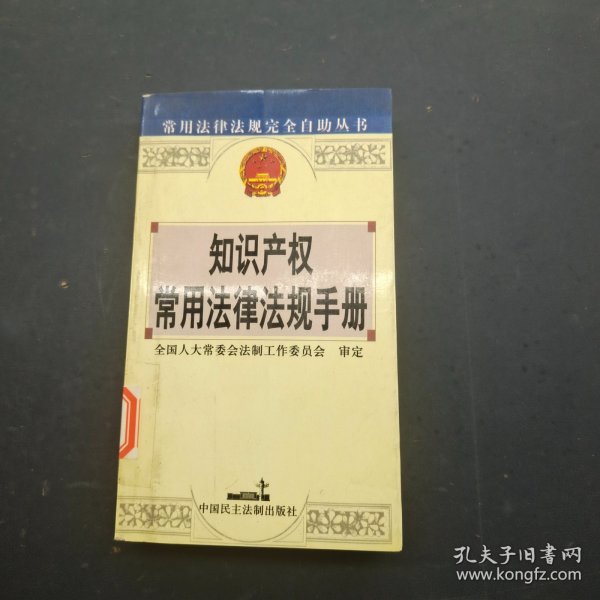 常用法律法规完全自助丛书
知识产权
常用法律法规手册
全国人大常委会法制工作委员会 审定
中国民主法制出版社
孔夫子旧书网
www.kongfz.com